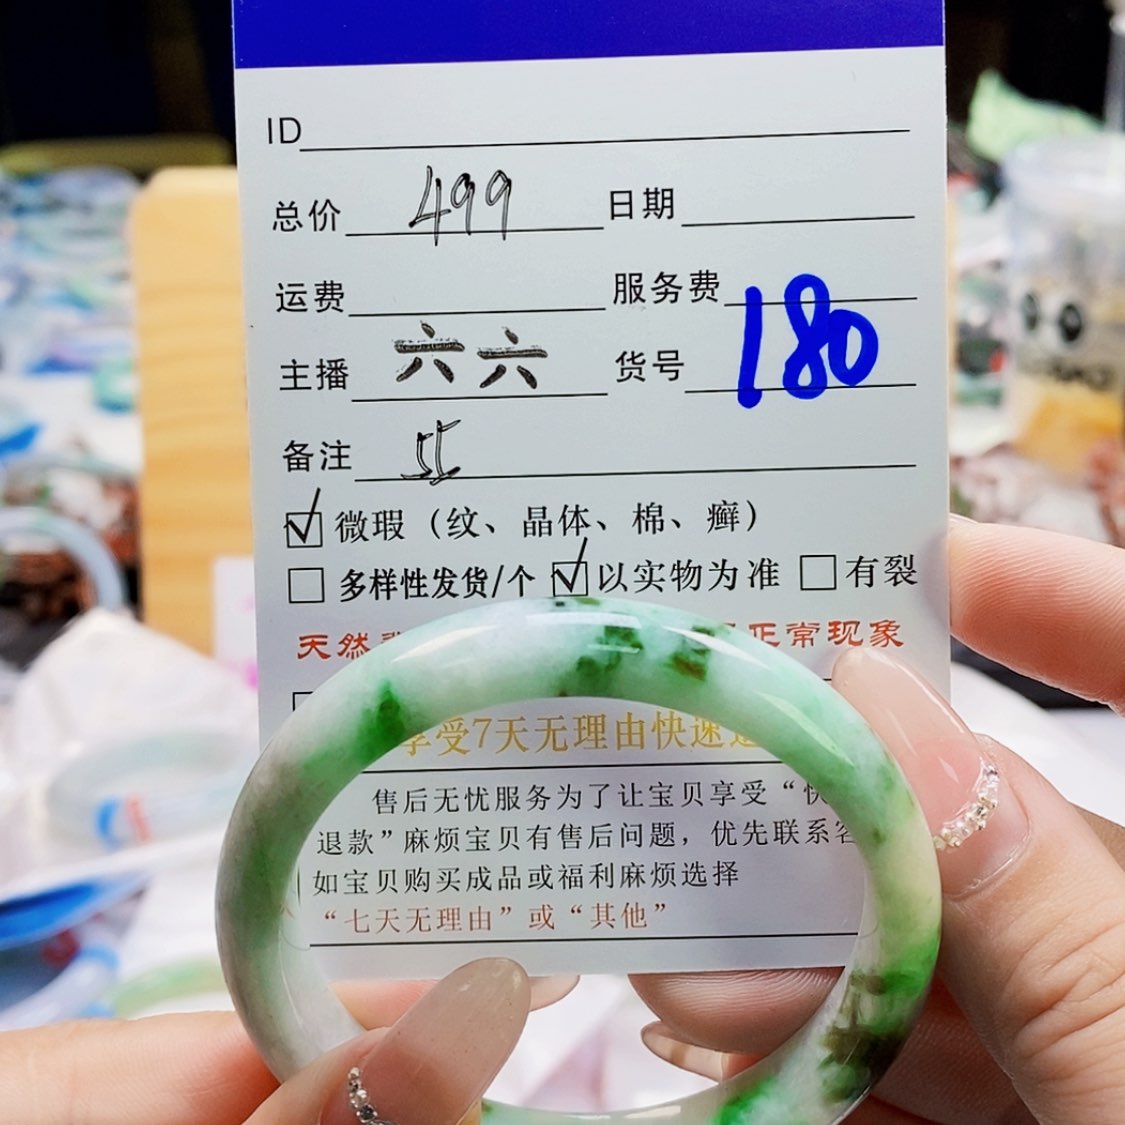 ID
总价 499 日期
运费 服务费
主播 六六 货号 180
备注 55
微瑕（纹、晶体、棉、癣）
多样性发货/个 以实物为准 有裂
天然 正常现象
享受7天无理由快速
售后无忧服务为了让宝贝享受“快
退款”麻烦宝贝有售后问题，优先联系客
如宝贝购买成品或福利麻烦选择
“七天无理由”或“其他”